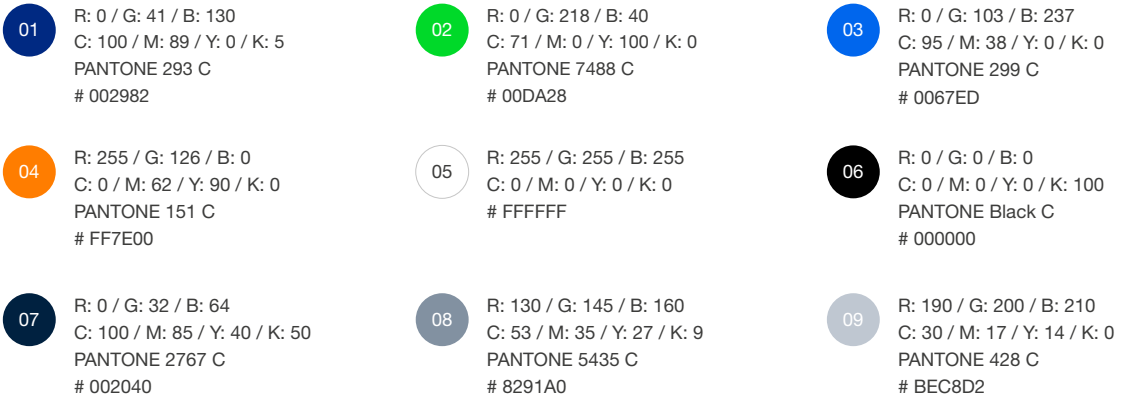 01
R: 0 / G: 41 / B: 130
C: 100 / M: 89 / Y: 0 / K: 5
PANTONE 293 C
# 002982
02
R: 0 / G: 218 / B: 40
C: 71 / M: 0 / Y: 100 / K: 0
PANTONE 7488 C
# 00DA28
03
R: 0 / G: 103 / B: 237
C: 95 / M: 38 / Y: 0 / K: 0
PANTONE 299 C
# 0067ED
04
R: 255 / G: 126 / B: 0
C: 0 / M: 62 / Y: 90 / K: 0
PANTONE 151 C
# FF7E00
05
R: 255 / G: 255 / B: 255
C: 0 / M: 0 / Y: 0 / K: 0
# FFFFFF
06
R: 0 / G: 0 / B: 0
C: 0 / M: 0 / Y: 0 / K: 100
PANTONE Black C
# 000000
07
R: 0 / G: 32 / B: 64
C: 100 / M: 85 / Y: 40 / K: 50
PANTONE 2767 C
# 002040
08
R: 130 / G: 145 / B: 160
C: 53 / M: 35 / Y: 27 / K: 9
PANTONE 5435 C
# 8291A0
09
R: 190 / G: 200 / B: 210
C: 30 / M: 17 / Y: 14 / K: 0
PANTONE 428 C
# BEC8D2